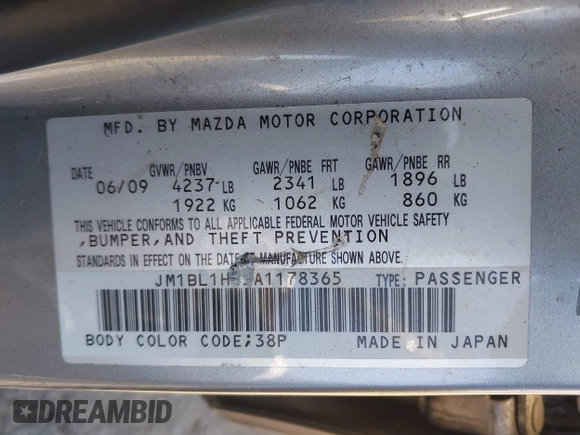 MFD. BY MAZDA MOTOR CORPORATION
DATE GVWR/PNBV GAWR/PNBE FRT GAWR/PNBE RR
06/09 4237 LB 2341 LB 1896 LB
1922 KG 1062 KG 860 KG
THIS VEHICLE CONFORMS TO ALL APPLICABLE FEDERAL MOTOR VEHICLE SAFETY
,BUMPER,AND THEFT PREVENTION
STANDARDS IN EFFECT ON THE DATE OF MANUFACTURE SHOWN ABOVE.
TYPE: PASSENGER
BODY COLOR CODE;38P MADE IN JAPAN
DREAMBID